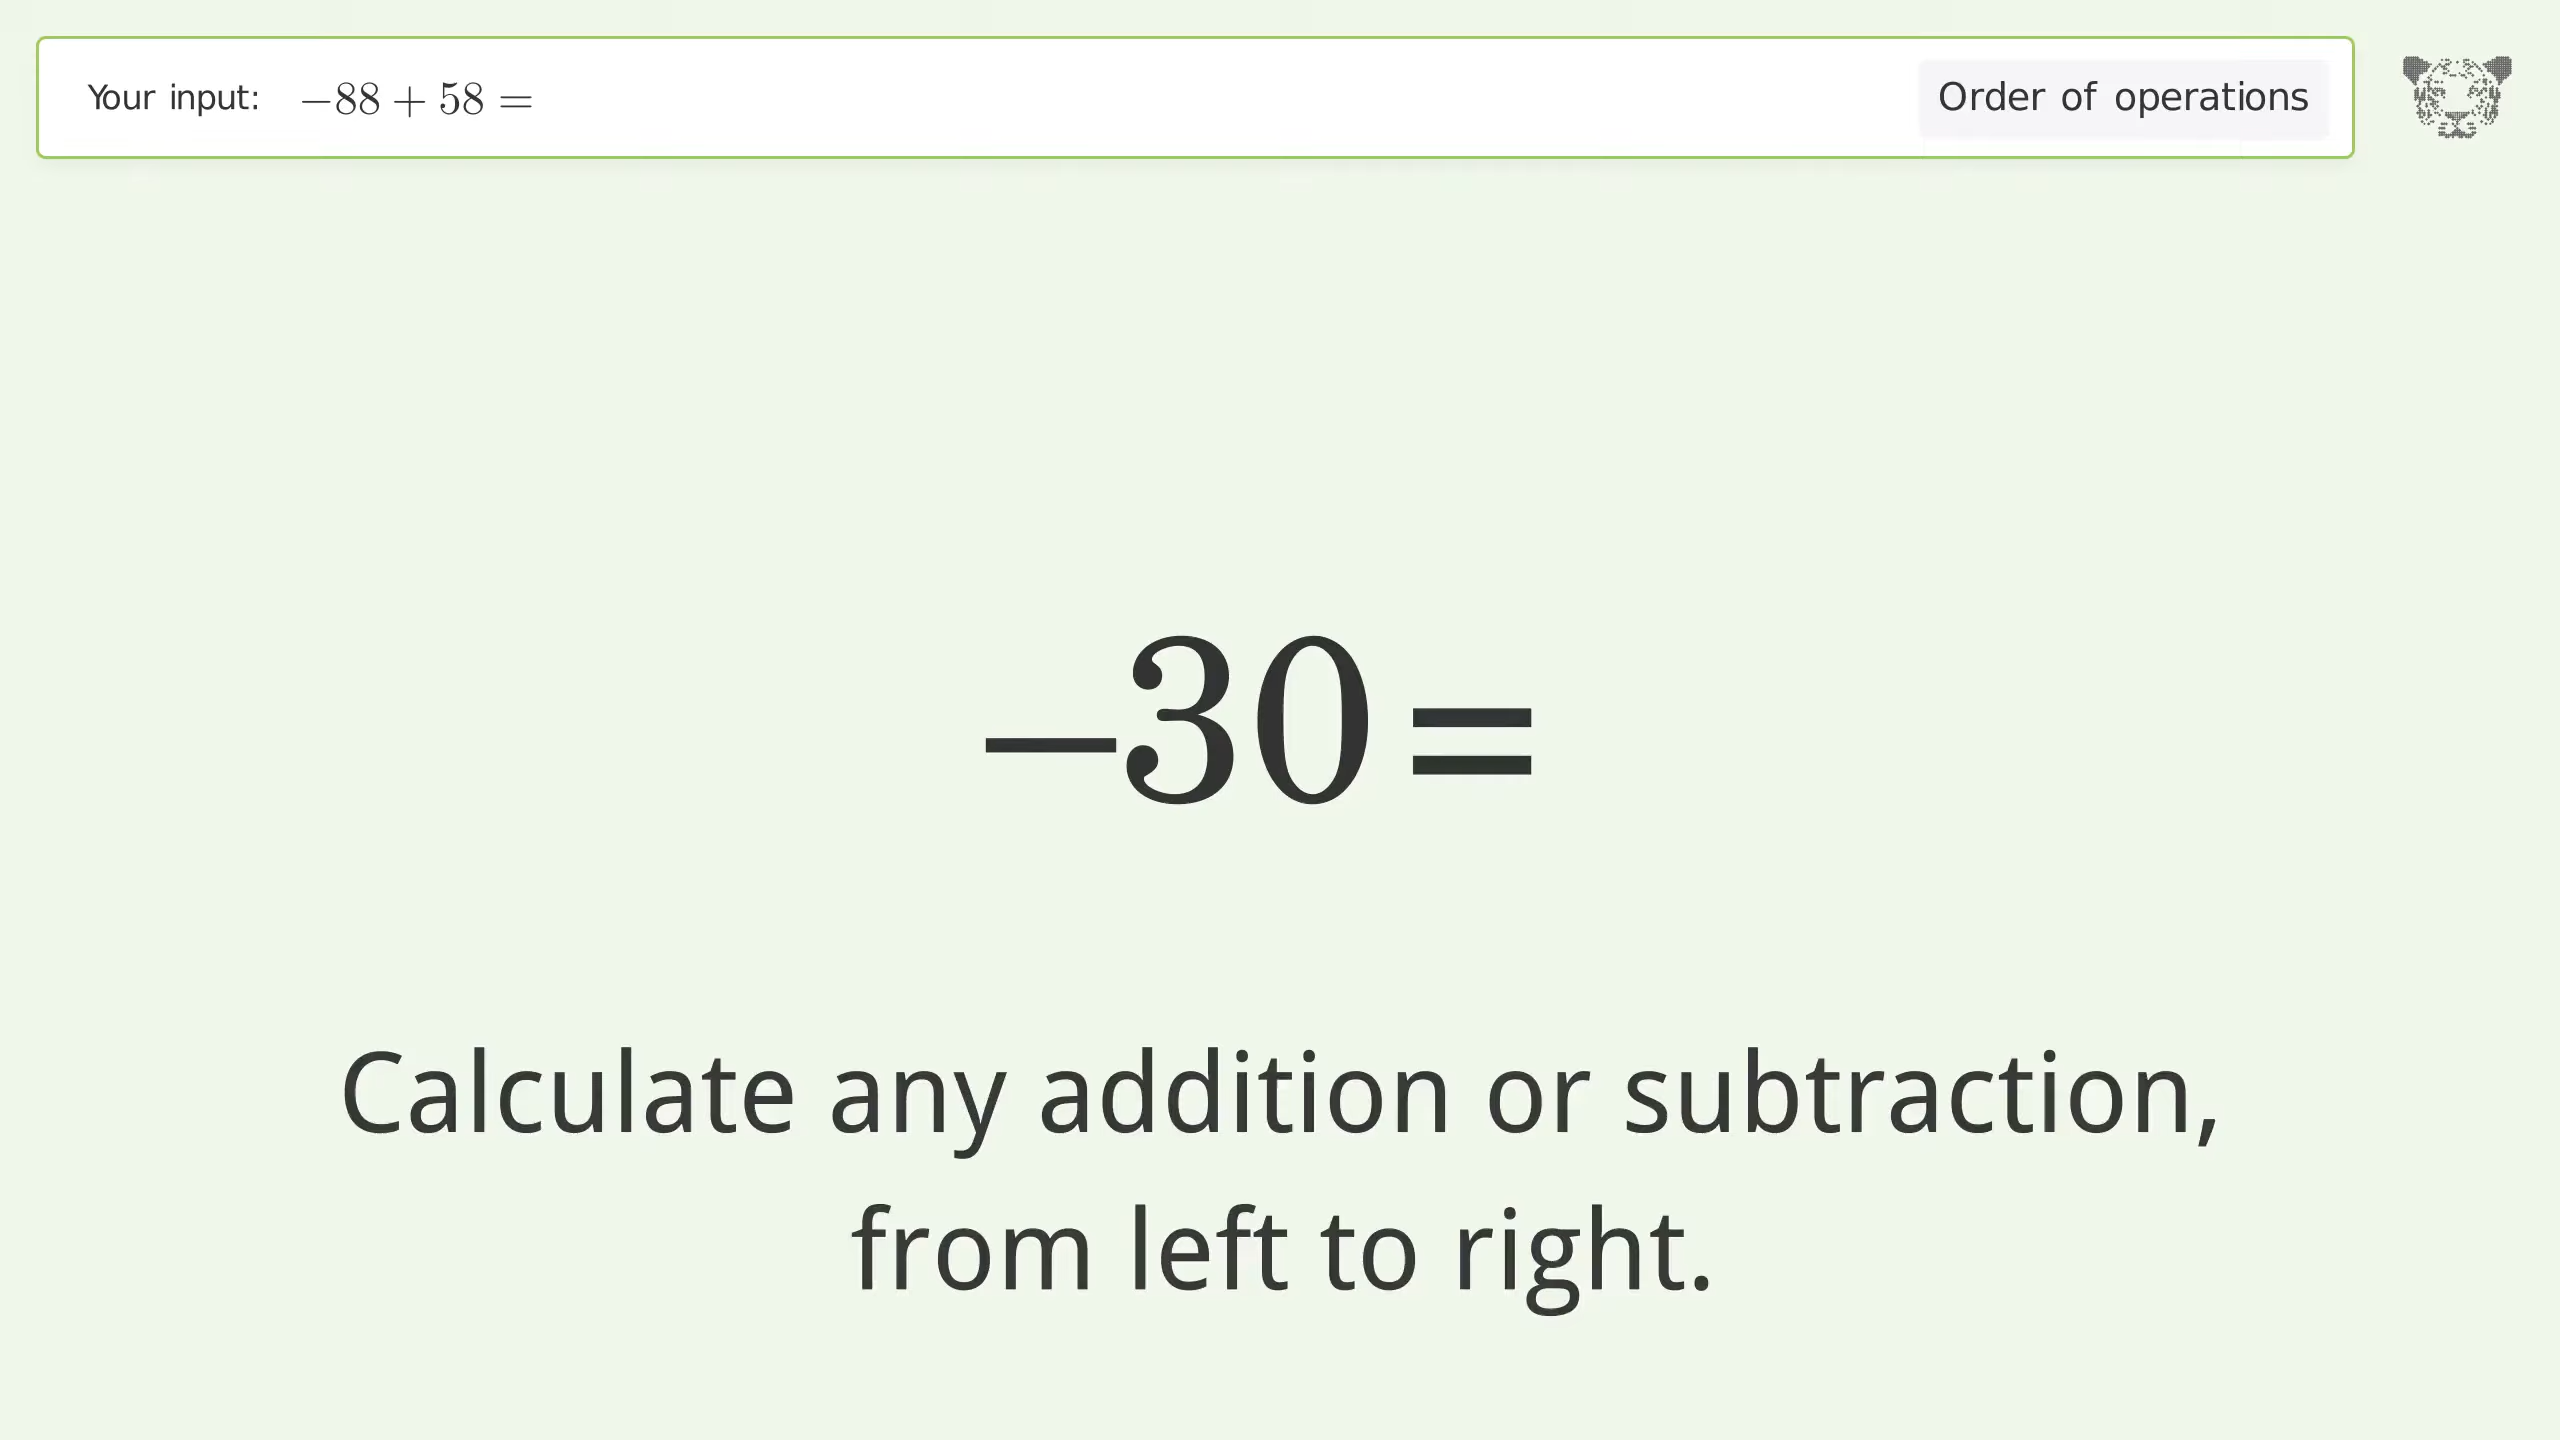 Your input: −88 + 58 =
Order of operations
−30 =
Calculate any addition or subtraction,
from left to right.